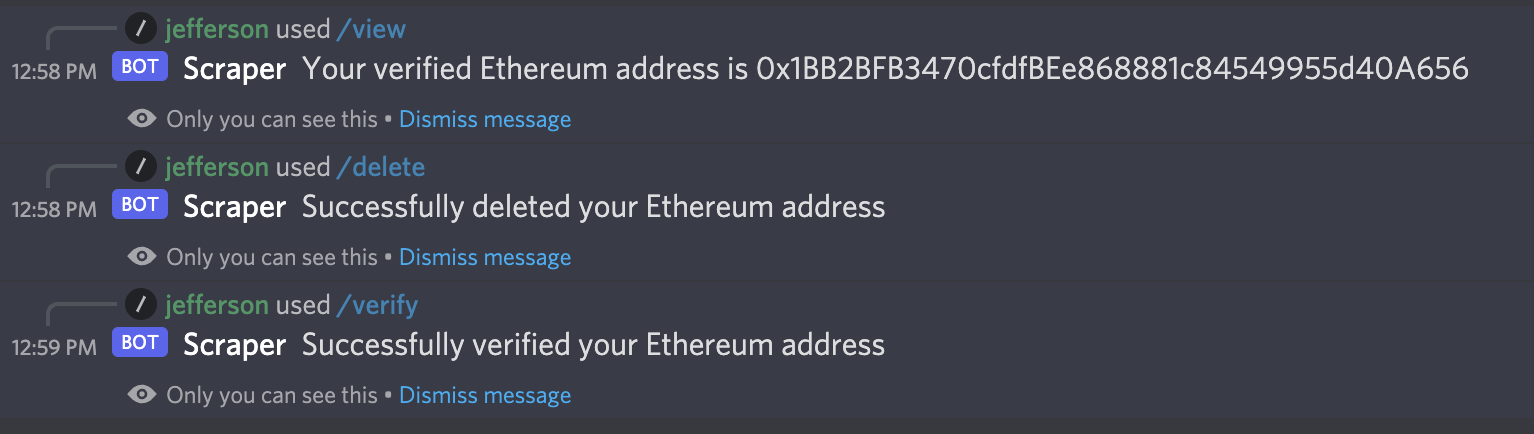 / jefferson used /view
12:58 PM BOT Scraper Your verified Ethereum address is 0x1BB2BFB3470cfdfBEe868881c84549955d40A656
Only you can see this • Dismiss message
/ jefferson used /delete
12:58 PM BOT Scraper Successfully deleted your Ethereum address
Only you can see this • Dismiss message
/ jefferson used /verify
12:59 PM BOT Scraper Successfully verified your Ethereum address
Only you can see this • Dismiss message